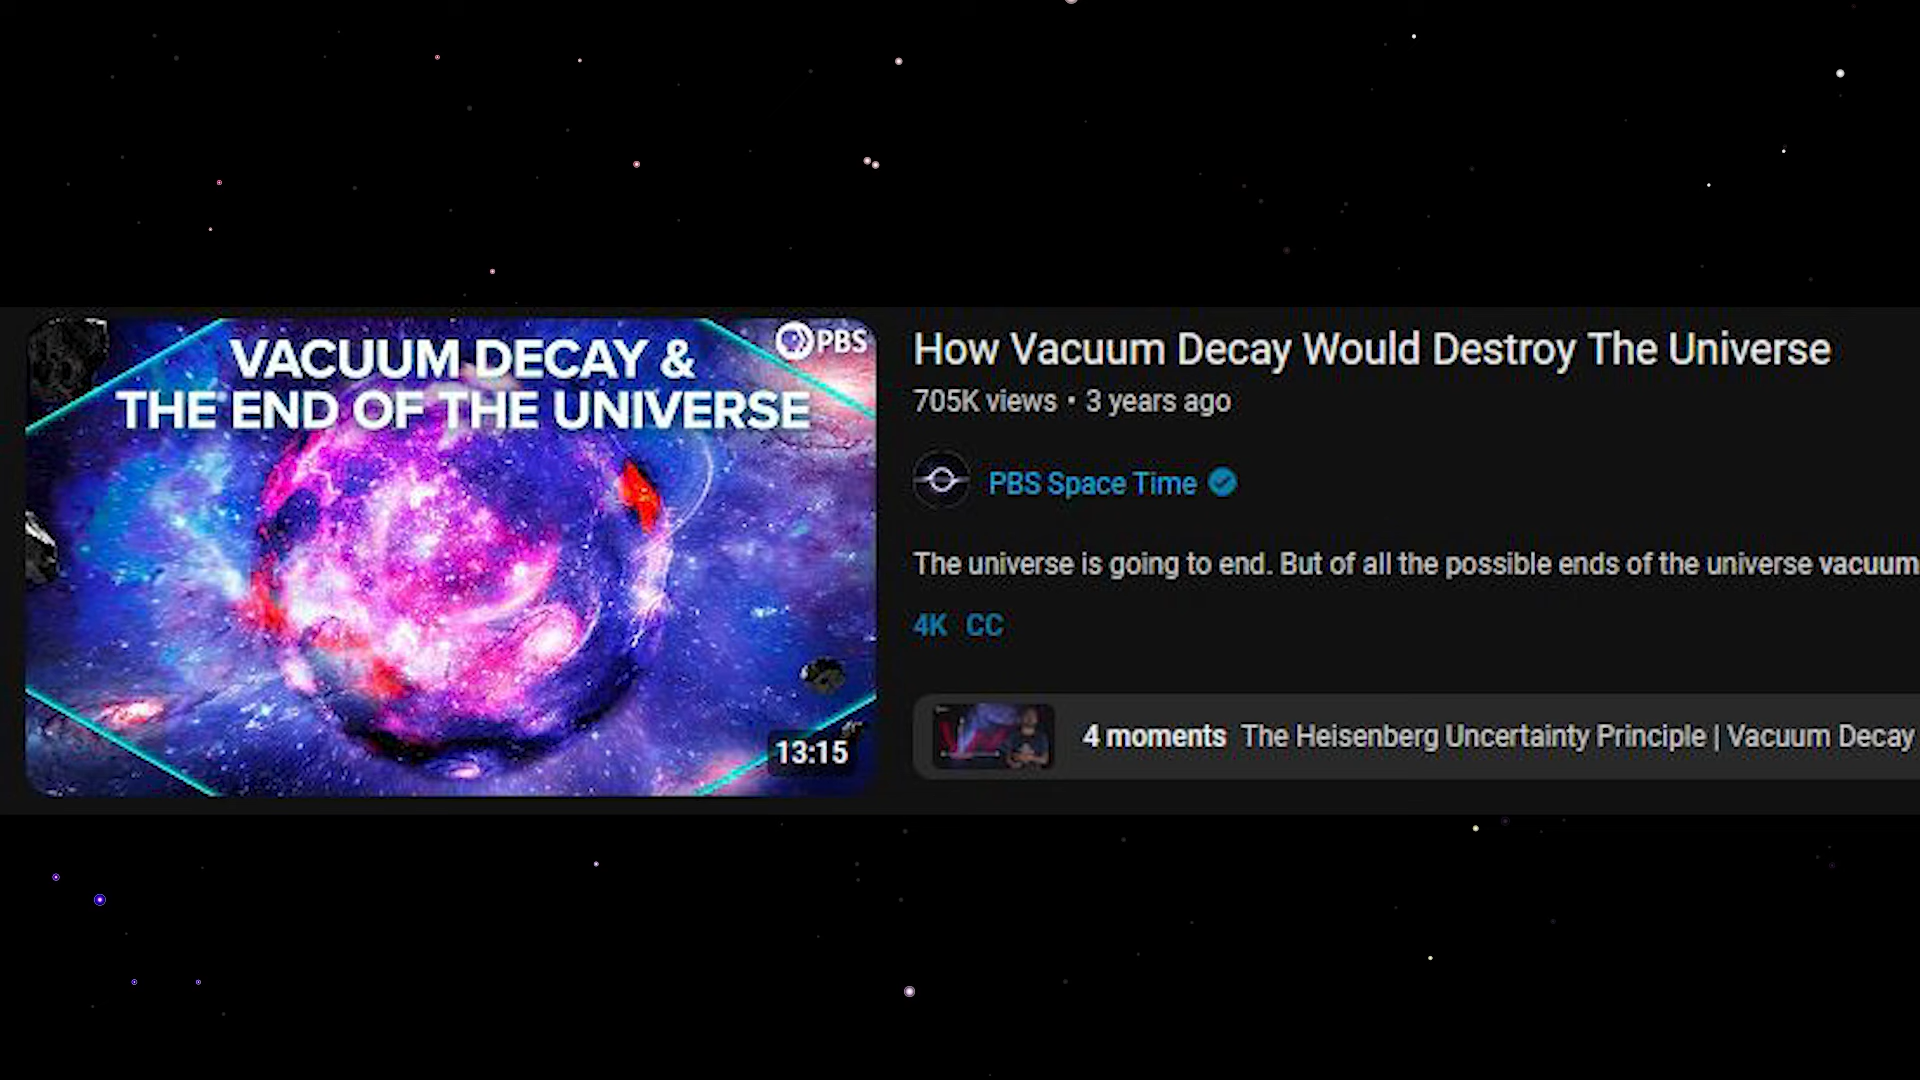 VACUUM DECAY &
THE END OF THE UNIVERSE
PBS
13:15
How Vacuum Decay Would Destroy The Universe
705K views • 3 years ago
PBS Space Time
The universe is going to end. But of all the possible ends of the universe vacuum
4K CC
4 moments The Heisenberg Uncertainty Principle | Vacuum Decay